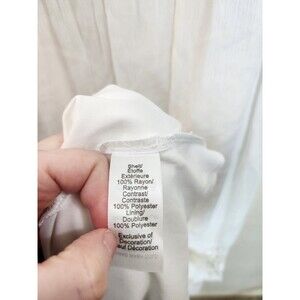 Shell/
Étoffe
Extérieure
100% Rayon/
Rayonne
Contrast/
Contraste
100% Polyester
Lining/
Doublure
100% Polyester
Exclusive of
Decoration/
Sauf Décoration